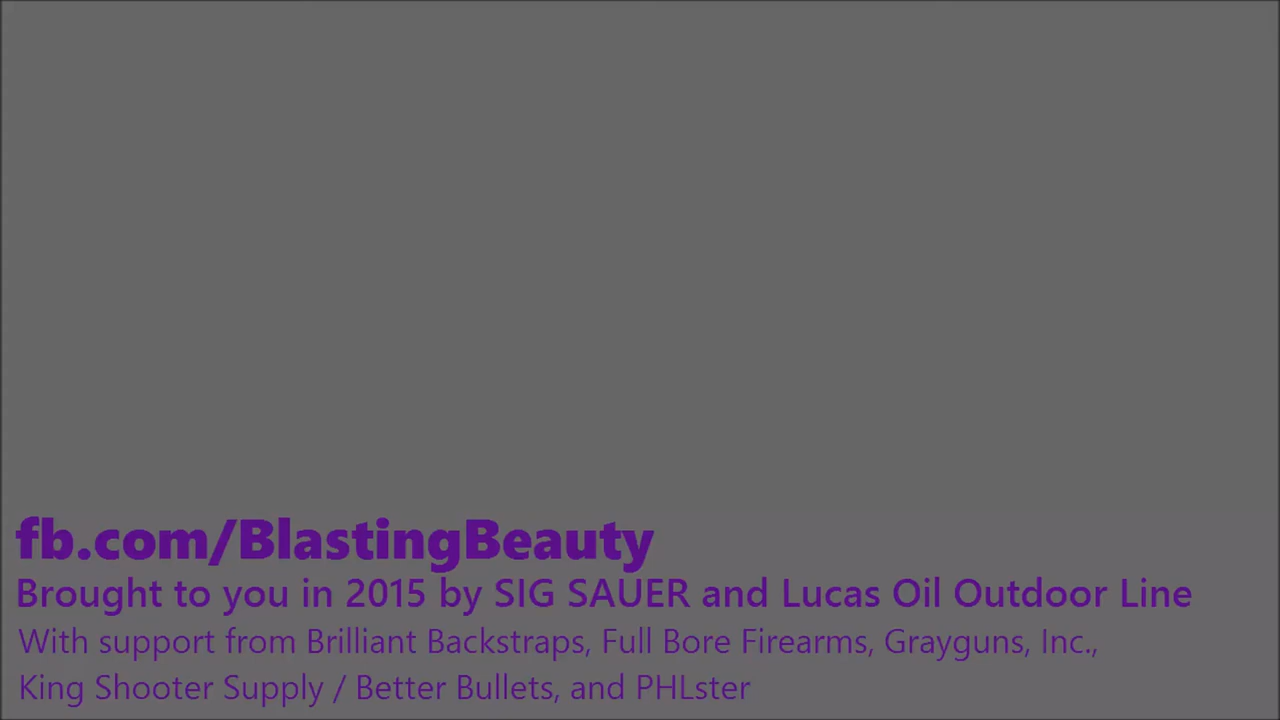 fb.com/BlastingBeauty
Brought to you in 2015 by SIG SAUER and Lucas Oil Outdoor Line
With support from Brilliant Backstraps, Full Bore Firearms, Grayguns, Inc.,
King Shooter Supply / Better Bullets, and PHLster